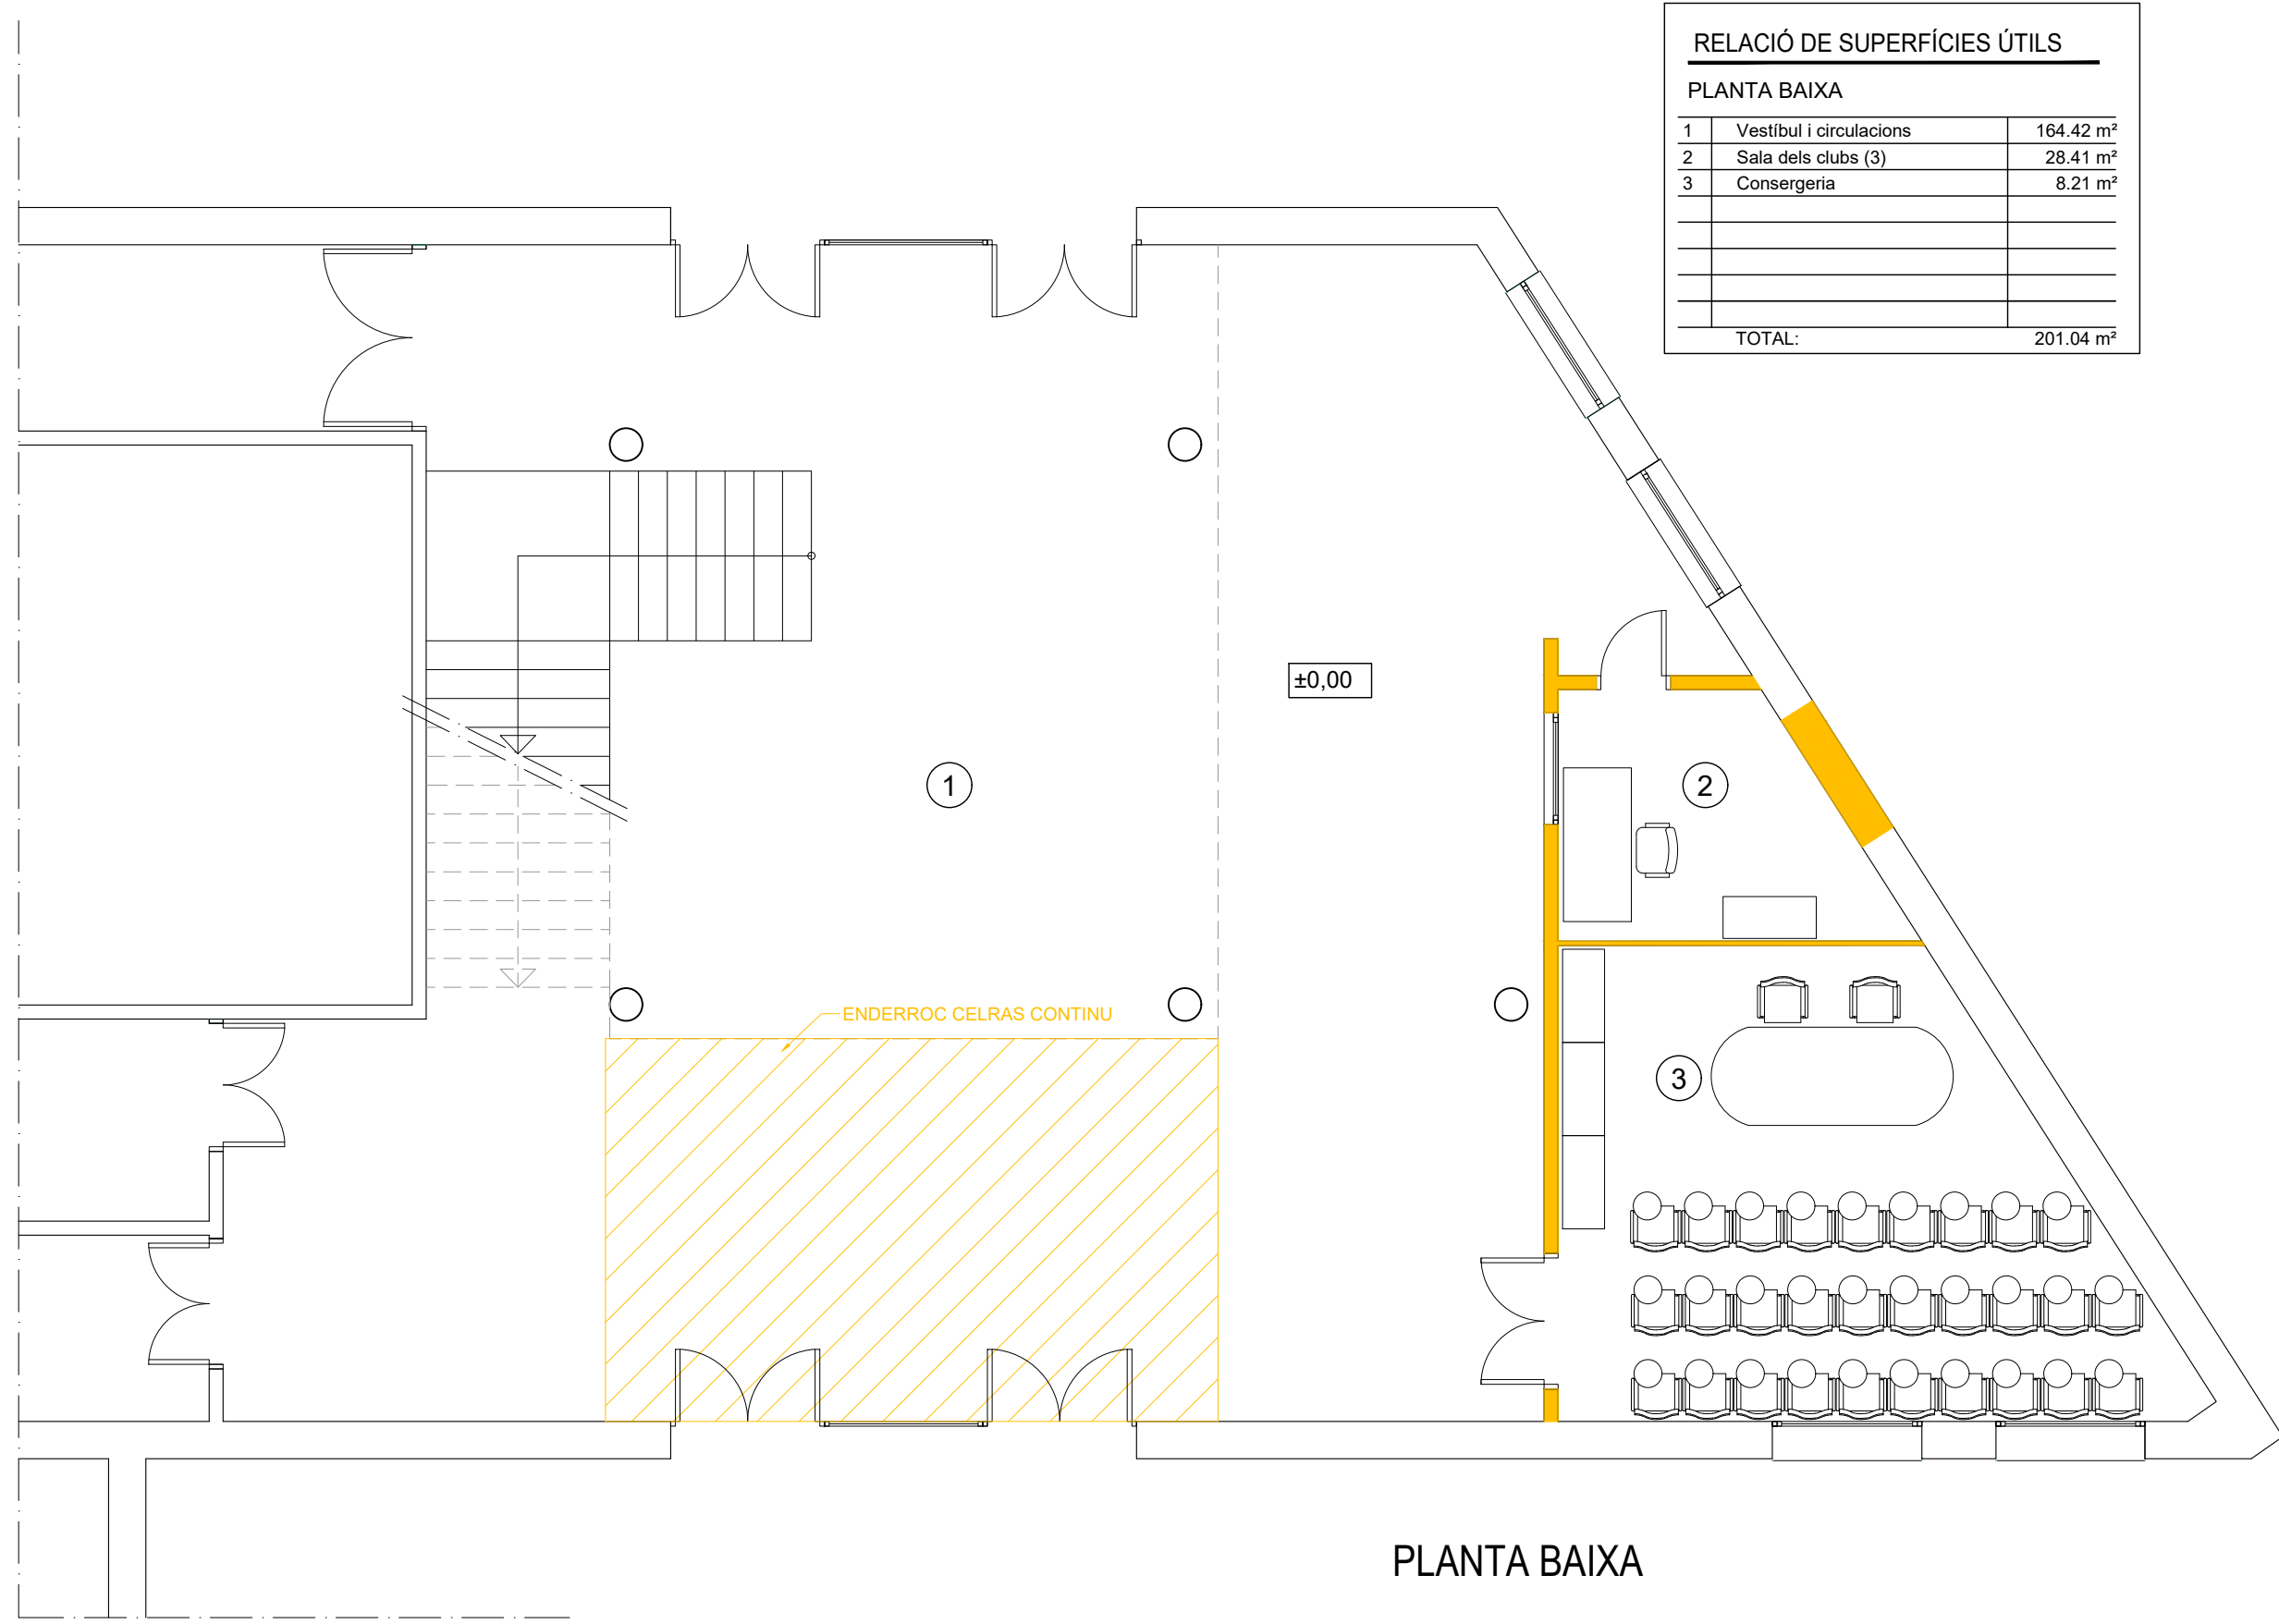 RELACIÓ DE SUPERFÍCIES ÚTILS
PLANTA BAIXA
1 Vestíbul i circulacions 164.42 m²
2 Sala dels clubs (3) 28.41 m²
3 Consergeria 8.21 m²
TOTAL: 201.04 m²
±0,00
1
2
ENDERROC CELRAS CONTINU
3
PLANTA BAIXA